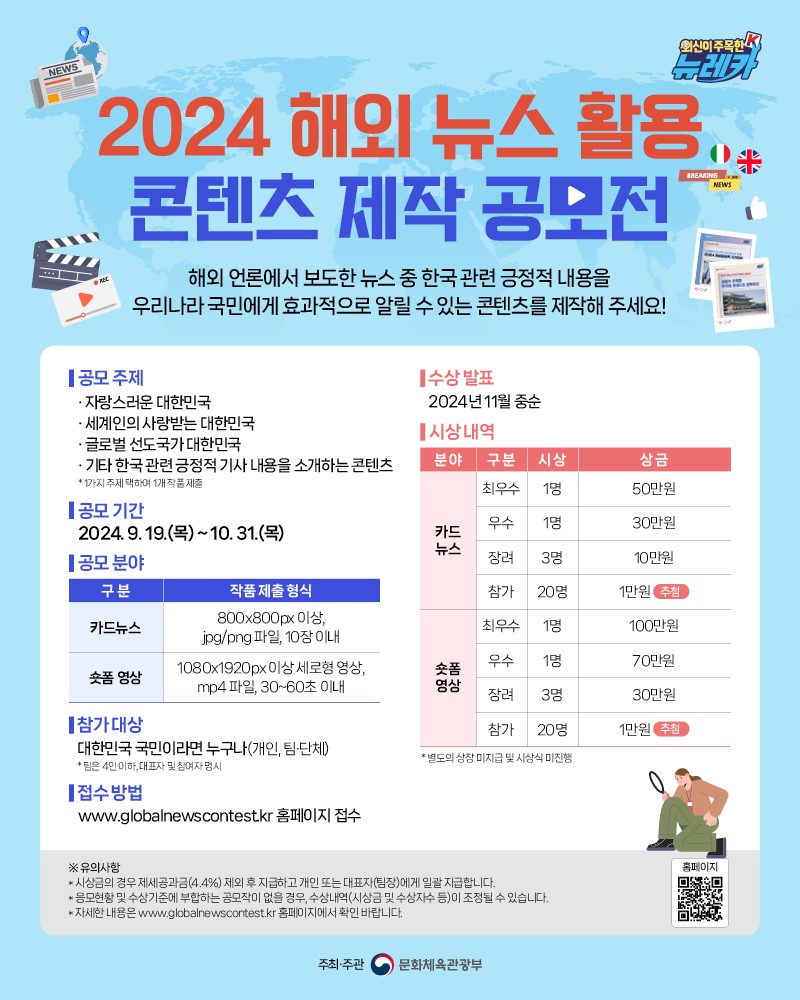 NEWS
외신이 주목한 K
뉴레카
2024 해외 뉴스 활용
콘텐츠 제작 공모전
BREAKING
NEWS
REC
해외 언론에서 보도한 뉴스 중 한국 관련 긍정적 내용을
우리나라 국민에게 효과적으로 알릴 수 있는 콘텐츠를 제작해 주세요!
공모 주제
· 자랑스러운 대한민국
· 세계인의 사랑받는 대한민국
· 글로벌 선도국가 대한민국
· 기타 한국 관련 긍정적 기사 내용을 소개하는 콘텐츠
* 1가지 주제 택하여 1개 작품 제출
공모 기간
2024. 9. 19.(목) ~ 10. 31.(목)
공모 분야
구 분 작품 제출 형식
카드뉴스 800x800px 이상,
jpg/png 파일, 10장 이내
숏폼 영상 1080x1920px 이상 세로형 영상,
mp4 파일, 30~60초 이내
참가 대상
대한민국 국민이라면 누구나(개인, 팀·단체)
* 팀은 4인 이하, 대표자 및 참여자 명시
접수 방법
www.globalnewscontest.kr 홈페이지 접수
수상 발표
2024년 11월 중순
시상 내역
분야 구분 시상 상금
카드
뉴스
최우수 1명 50만원
우수 1명 30만원
장려 3명 10만원
참가 20명 1만원 추첨
숏폼
영상
최우수 1명 100만원
우수 1명 70만원
장려 3명 30만원
참가 20명 1만원 추첨
* 별도의 상장 미지급 및 시상식 미진행
※ 유의사항
* 시상금의 경우 제세공과금(4.4%) 제외 후 지급하고 개인 또는 대표자(팀장)에게 일괄 지급합니다.
* 응모현황 및 수상기준에 부합하는 공모작이 없을 경우, 수상내역(시상금 및 수상자수 등)이 조정될 수 있습니다.
* 자세한 내용은 www.globalnewscontest.kr 홈페이지에서 확인 바랍니다.
홈페이지
주최·주관 문화체육관광부